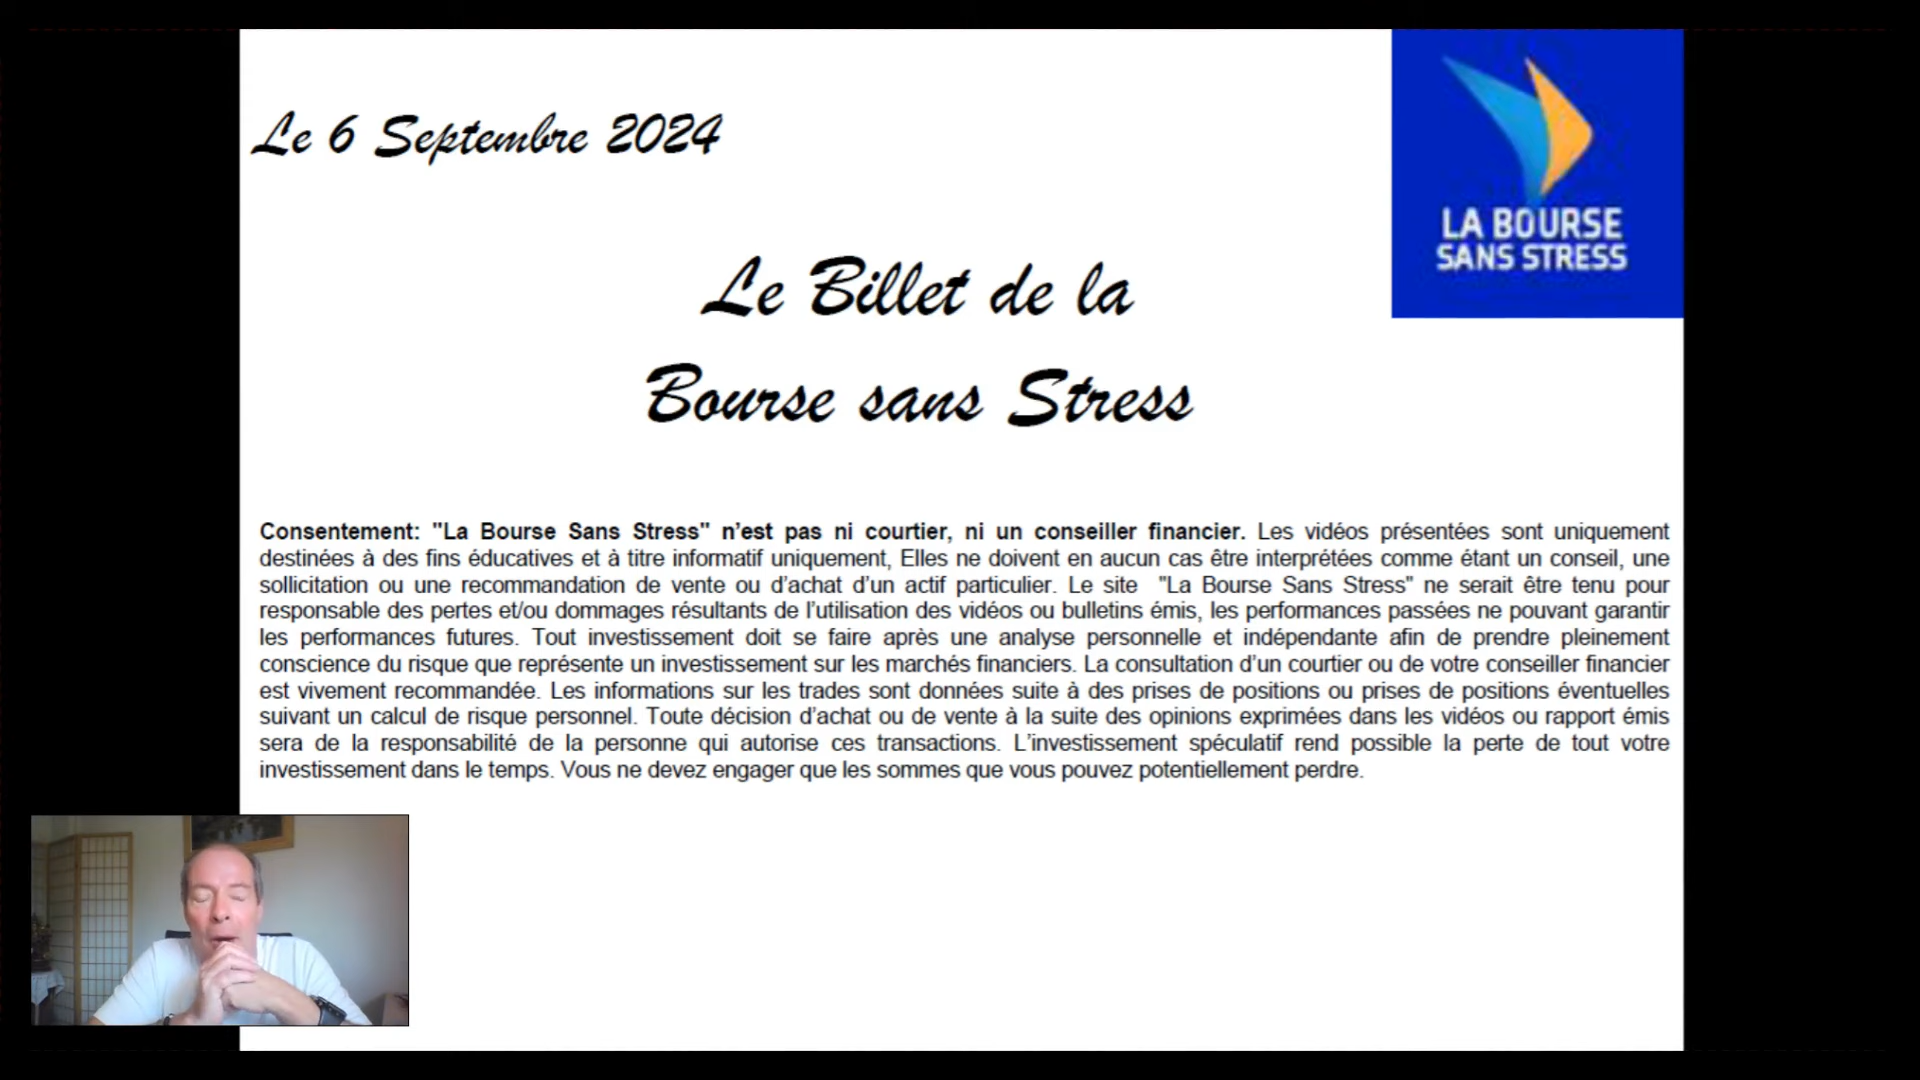 Le 6 Septembre 2024
LA BOURSE
SANS STRESS
Le Billet de la
Bourse sans Stress
Consentement: "La Bourse Sans Stress" n’est pas ni courtier, ni un conseiller financier. Les vidéos présentées sont uniquement
destinées à des fins éducatives et à titre informatif uniquement, Elles ne doivent en aucun cas être interprétées comme étant un conseil, une
sollicitation ou une recommandation de vente ou d’achat d’un actif particulier. Le site "La Bourse Sans Stress" ne serait être tenu pour
responsable des pertes et/ou dommages résultants de l’utilisation des vidéos ou bulletins émis, les performances passées ne pouvant garantir
les performances futures. Tout investissement doit se faire après une analyse personnelle et indépendante afin de prendre pleinement
conscience du risque que représente un investissement sur les marchés financiers. La consultation d’un courtier ou de votre conseiller financier
est vivement recommandée. Les informations sur les trades sont données suite à des prises de positions ou prises de positions éventuelles
suivant un calcul de risque personnel. Toute décision d’achat ou de vente à la suite des opinions exprimées dans les vidéos ou rapport émis
sera de la responsabilité de la personne qui autorise ces transactions. L’investissement spéculatif rend possible la perte de tout votre
investissement dans le temps. Vous ne devez engager que les sommes que vous pouvez potentiellement perdre.